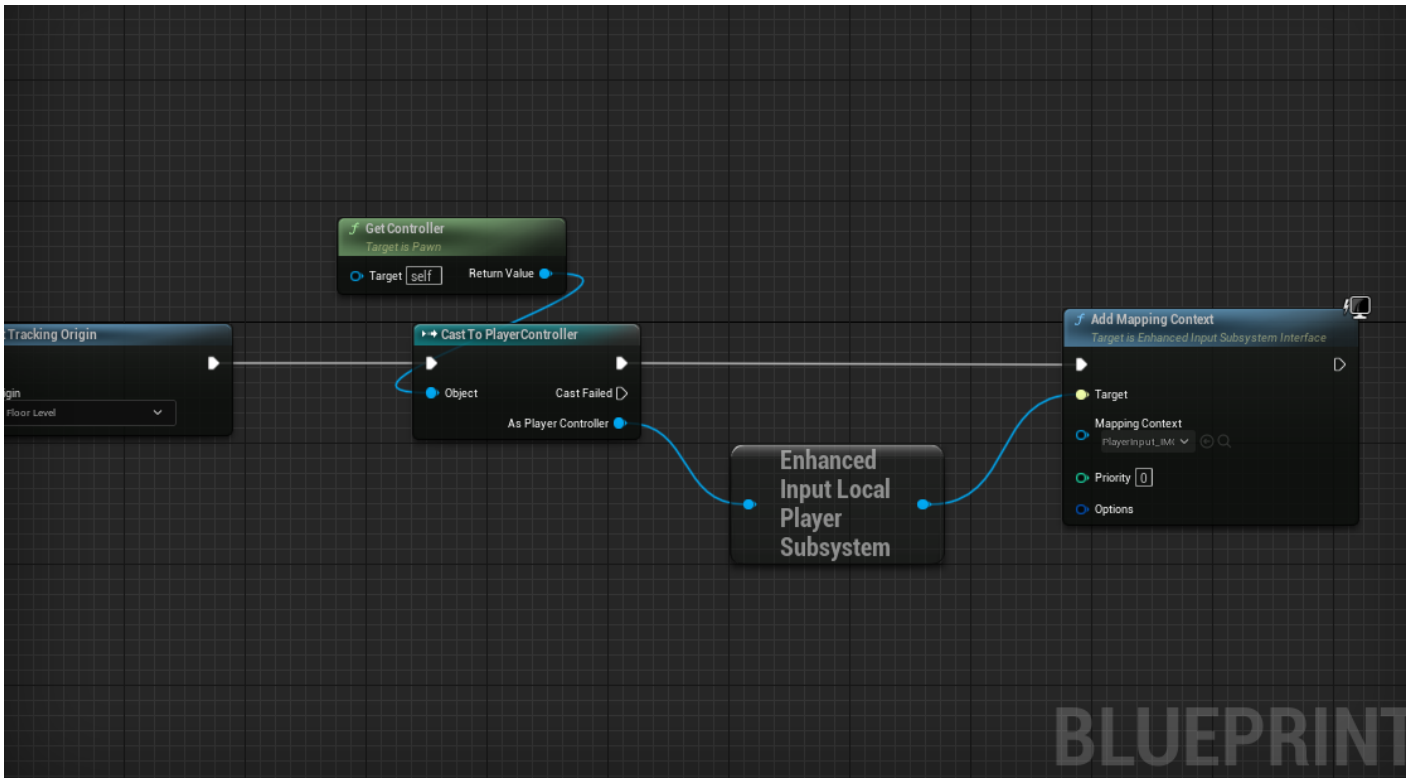 Get Controller
Target is Pawn
Target self Return Value
Tracking Origin
Floor Level
Cast To PlayerController
Object Cast Failed
As Player Controller
Enhanced
Input Local
Player
Subsystem
Add Mapping Context
Target is Enhanced Input Subsystem Interface
Target
Mapping Context
PlayerInput_IM
Priority 0
Options
BLUEPRINT